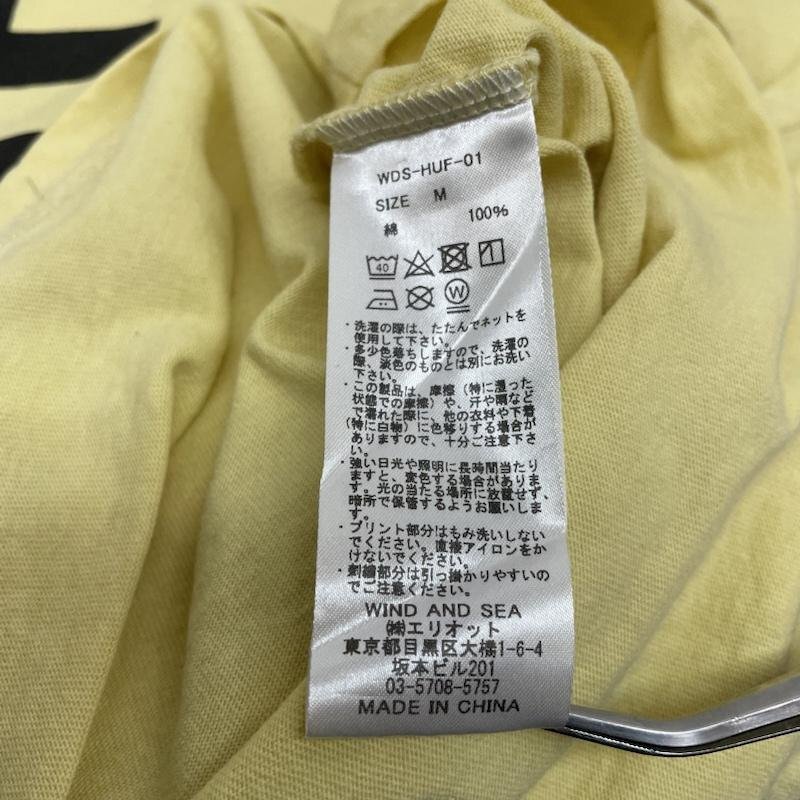 WDS-HUF-01
SIZE M
綿 100%
40
W
・洗濯の際は、たたんでネットを
使用して下さい。
・多少色落ちしますので、洗濯の
際、淡色のものとは別にお洗い
下さい。
・この製品は、摩擦(特に湿った
状態での摩擦)や、汗や雨など
で濡れた際に、他の衣料や下着
(特に白物)に色移りする場合が
ありますので、十分ご注意下さ
い。
・強い日光や照明に長時間当たり
ますと、変色する場合がありま
す。光の当たる場所に放置せず、
暗所で保管するようお願いしま
す。
・プリント部分はもみ洗いしない
でください。直接アイロンをか
けないでください。
・刺繍部分は引っ掛かりやすいの
でご注意ください。
WIND AND SEA
㈱エリオット
東京都目黒区大橋1-6-4
坂本ビル201
03-5708-5757
MADE IN CHINA